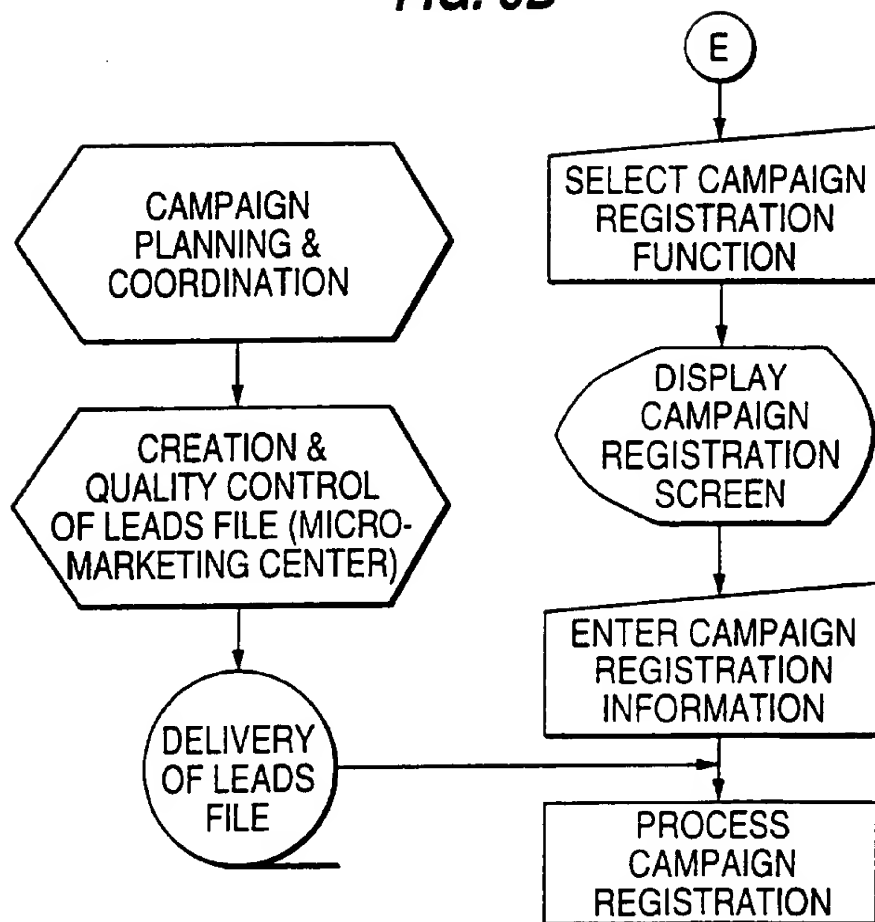 E
CAMPAIGN
PLANNING &
COORDINATION
CREATION &
QUALITY CONTROL
OF LEADS FILE (MICRO-
MARKETING CENTER)
DELIVERY
OF LEADS
FILE
SELECT CAMPAIGN
REGISTRATION
FUNCTION
DISPLAY
CAMPAIGN
REGISTRATION
SCREEN
ENTER CAMPAIGN
REGISTRATION
INFORMATION
PROCESS
CAMPAIGN
REGISTRATION